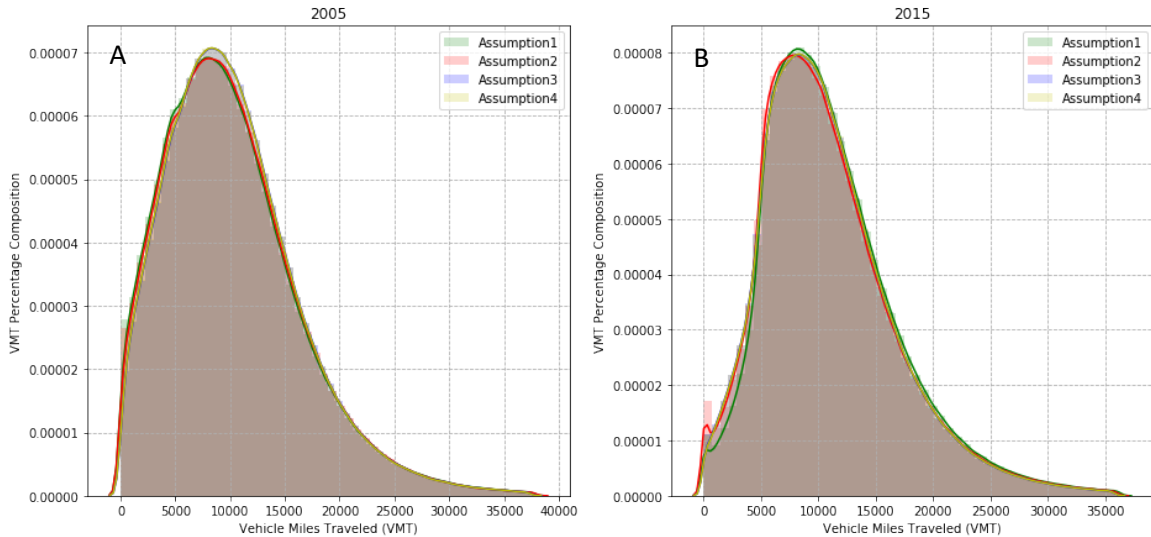 2005
A
Assumption1
Assumption2
Assumption3
Assumption4
VMT Percentage Composition
0.00007
0.00006
0.00005
0.00004
0.00003
0.00002
0.00001
0.00000
0 5000 10000 15000 20000 25000 30000 35000 40000
Vehicle Miles Traveled (VMT)
2015
B
Assumption1
Assumption2
Assumption3
Assumption4
VMT Percentage Composition
0.00008
0.00007
0.00006
0.00005
0.00004
0.00003
0.00002
0.00001
0.00000
0 5000 10000 15000 20000 25000 30000 35000
Vehicle Miles Traveled (VMT)